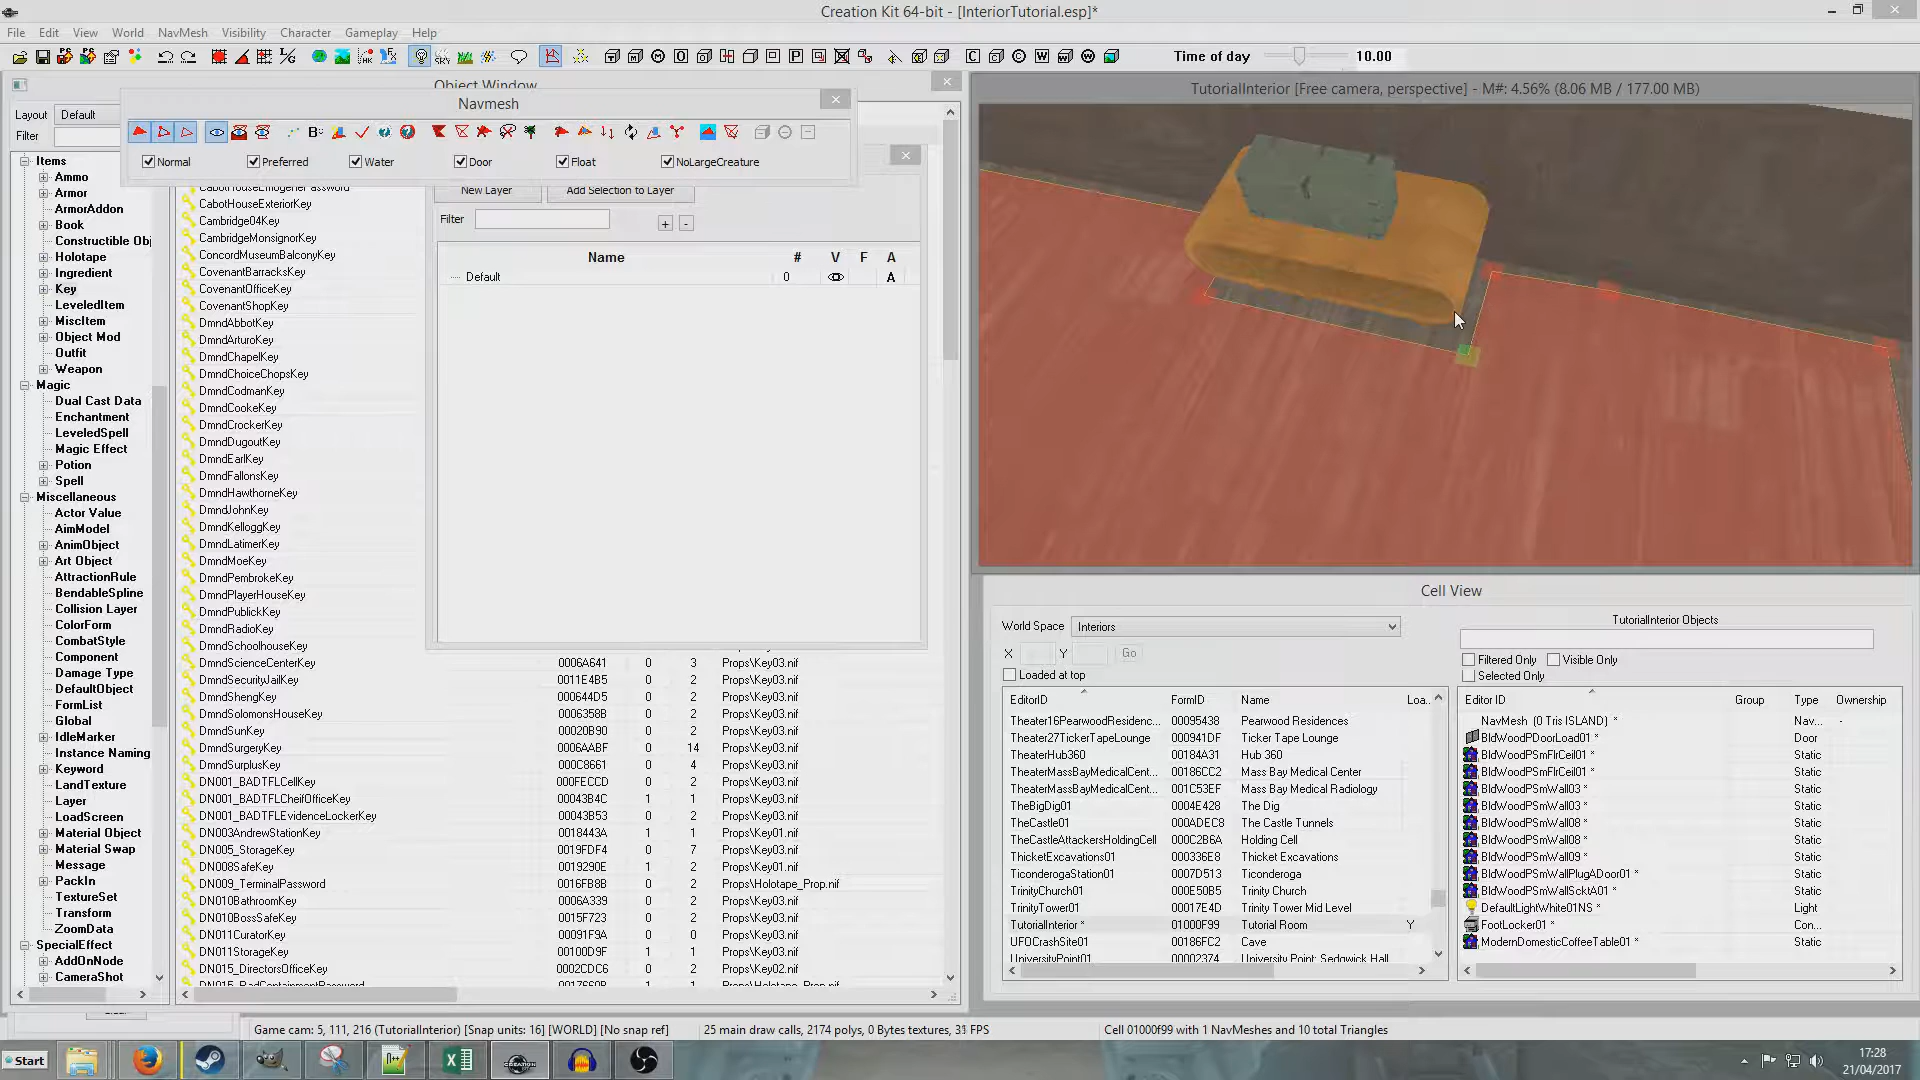 Creation Kit 64-bit - [InteriorTutorial.esp]*
File Edit View World NavMesh Visibility Character Gameplay Help
Time of day 10.00
Object Window
TutorialInterior [Free camera, perspective] - M#: 4.56% (8.06 MB / 177.00 MB)
Navmesh
Layout Default
Filter
Normal Preferred Water Door Float NoLargeCreature
New Layer Add Selection to Layer
Filter + -
Name # V F A
Default 0 A
Items
Ammo
Armor
ArmorAddon
Book
Constructible Obj
Holotape
Ingredient
Key
LeveledItem
MiscItem
Object Mod
Outfit
Weapon
Magic
Dual Cast Data
Enchantment
LeveledSpell
Magic Effect
Potion
Spell
Miscellaneous
Actor Value
AimModel
AnimObject
Art Object
AttractionRule
BendableSpline
Collision Layer
ColorForm
CombatStyle
Component
Damage Type
DefaultObject
FormList
Global
IdleMarker
Instance Naming
Keyword
LandTexture
Layer
LoadScreen
Material Object
Material Swap
Message
PackIn
TextureSet
Transform
ZoomData
SpecialEffect
AddOnNode
CameraShot
CabotHouseExteriorKey
Cambridge04Key
CambridgeMonsignorKey
ConcordMuseumBalconyKey
CovenantBarracksKey
CovenantOfficeKey
CovenantShopKey
DmndAbbotKey
DmndArturoKey
DmndChapelKey
DmndChoiceChopsKey
DmndCodmanKey
DmndCookeKey
DmndCrockerKey
DmndDugoutKey
DmndEarlKey
DmndFallonsKey
DmndHawthorneKey
DmndJohnKey
DmndKelloggKey
DmndLatimerKey
DmndMoeKey
DmndPembrokeKey
DmndPlayerHouseKey
DmndPublickKey
DmndRadioKey
DmndSchoolhouseKey
DmndScienceCenterKey 0006A641 0 3 Props\Key03.nif
DmndSecurityJailKey 0011E4B5 0 2 Props\Key03.nif
DmndShengKey 000644D5 0 2 Props\Key03.nif
DmndSolomonsHouseKey 0006358B 0 2 Props\Key03.nif
DmndSunKey 00020B90 0 2 Props\Key03.nif
DmndSurgeryKey 0006AABF 0 14 Props\Key03.nif
DmndSurplusKey 000C8661 0 4 Props\Key03.nif
DN001_BADTFLCellKey 000FECCD 0 2 Props\Key03.nif
DN001_BADTFLCheifOfficeKey 00043B4C 1 1 Props\Key03.nif
DN001_BADTFLEvidenceLockerKey 00043B53 0 2 Props\Key03.nif
DN003AndrewStationKey 0018443A 1 1 Props\Key01.nif
DN005_StorageKey 0019FDF4 0 7 Props\Key03.nif
DN008SafeKey 0019290E 1 2 Props\Key01.nif
DN009_TerminalPassword 0016FB8B 0 2 Props\Holotape_Prop.nif
DN010BathroomKey 0006A339 0 2 Props\Key03.nif
DN010BossSafeKey 0015F723 0 2 Props\Key03.nif
DN011CuratorKey 00091F9A 0 0 Props\Key03.nif
DN011StorageKey 00100D9F 1 1 Props\Key03.nif
DN015_DirectorsOfficeKey 0002CDC6 0 2 Props\Key02.nif
Cell View
World Space Interiors
X Y Go
Loaded at top
TutorialInterior Objects
Filtered Only Visible Only
Selected Only
EditorID FormID Name Loa..
Theater16PearwoodResidenc... 00095438 Pearwood Residences
Theater27TickerTapeLounge 000941DF Ticker Tape Lounge
TheaterHub360 00184A31 Hub 360
TheaterMassBayMedicalCent... 00186CC2 Mass Bay Medical Center
TheaterMassBayMedicalCent... 001C53EF Mass Bay Medical Radiology
TheBigDig01 0004E428 The Dig
TheCastle01 000ADEC8 The Castle Tunnels
TheCastleAttackersHoldingCell 000C2B6A Holding Cell
ThicketExcavations01 000336E8 Thicket Excavations
TiconderogaStation01 0007D513 Ticonderoga
TrinityChurch01 000E50B5 Trinity Church
TrinityTower01 00017E4D Trinity Tower Mid Level
TutorialInterior * 01000F99 Tutorial Room Y
UFOCrashSite01 00186FC2 Cave
UniversityPoint01 00002374 University Point: Sedgwick Hall
Editor ID Group Type Ownership
NavMesh (0 Tris ISLAND) * Nav... -
BldWoodPDoorLoad01 * Door
BldWoodPSmFlrCeil01 * Static
BldWoodPSmFlrCeil01 * Static
BldWoodPSmWall03 * Static
BldWoodPSmWall03 * Static
BldWoodPSmWall08 * Static
BldWoodPSmWall08 * Static
BldWoodPSmWall09 * Static
BldWoodPSmWallPlugADoor01 * Static
BldWoodPSmWallScktA01 * Static
DefaultLightWhite01NS * Light
FootLocker01 * Con...
ModernDomesticCoffeeTable01 * Static
Game cam: 5, 111, 216 (TutorialInterior) [Snap units: 16] [WORLD] [No snap ref] 25 main draw calls, 2174 polys, 0 Bytes textures, 31 FPS Cell 01000f99 with 1 NavMeshes and 10 total Triangles
Start
17:28
21/04/2017